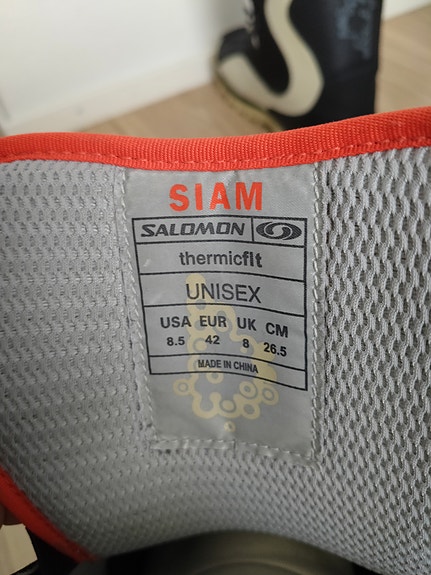 SIAM
SALOMON
thermicfit
UNISEX
USA EUR UK CM
8.5 42 8 26.5
MADE IN CHINA